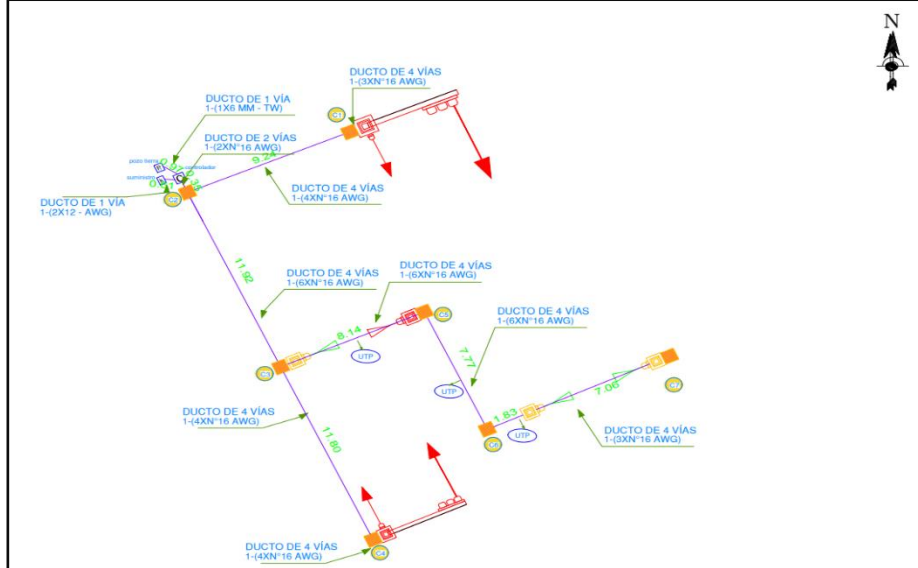 N
DUCTO DE 4 VÍAS
1-(3XN°16 AWG)
DUCTO DE 1 VÍA
1-(1X6 MM - TW)
C1
DUCTO DE 2 VÍAS
1-(2XN°16 AWG)
9.24
pozo tierra
controlador
suministro
DUCTO DE 4 VÍAS
1-(4XN°16 AWG)
DUCTO DE 1 VÍA
1-(2X12 - AWG)
C2
11.92
DUCTO DE 4 VÍAS
1-(6XN°16 AWG)
DUCTO DE 4 VÍAS
1-(6XN°16 AWG)
DUCTO DE 4 VÍAS
1-(6XN°16 AWG)
C5
8.14
UTP
7.77
C3
UTP
7.06
C7
1.83
DUCTO DE 4 VÍAS
1-(4XN°16 AWG)
UTP
DUCTO DE 4 VÍAS
1-(3XN°16 AWG)
11.80
C6
DUCTO DE 4 VÍAS
1-(4XN°16 AWG)
C4